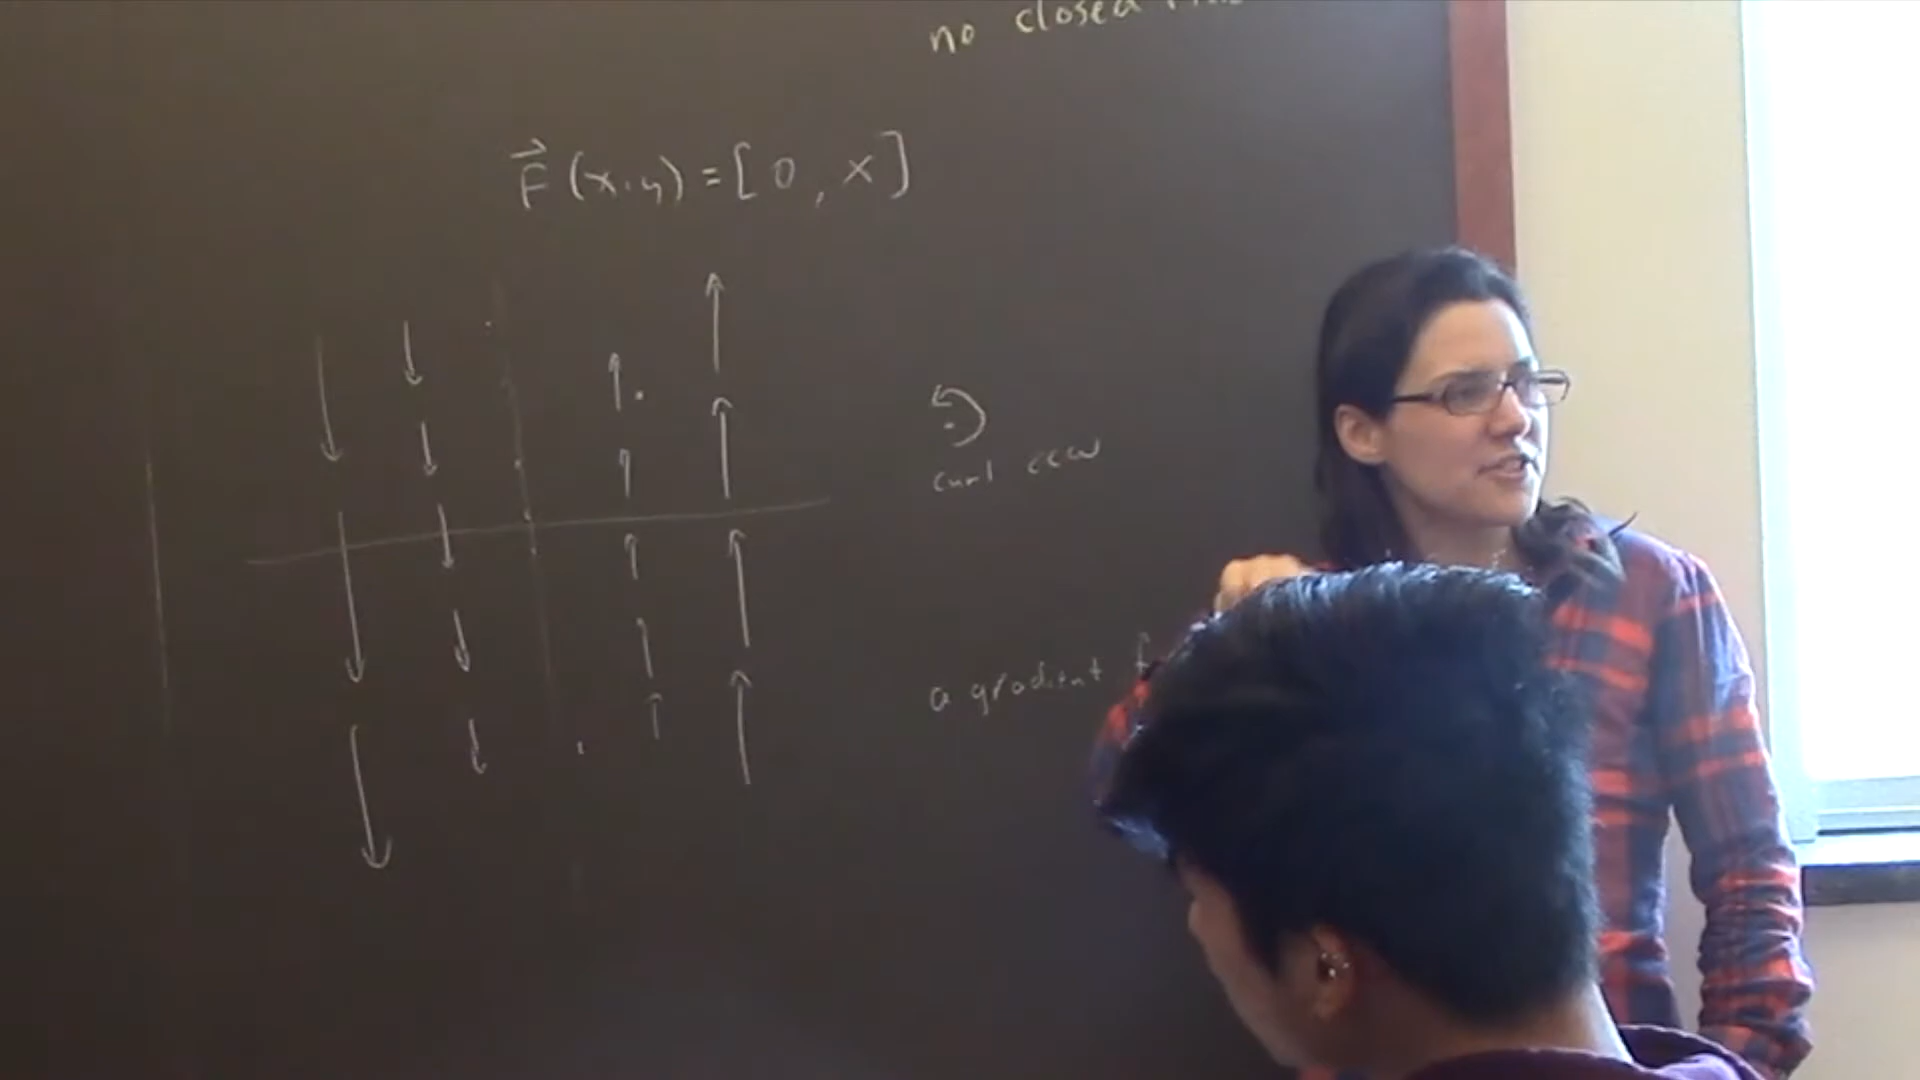 no closed
F⃗(x,y) = [0, x]
curl ccw
a gradient f